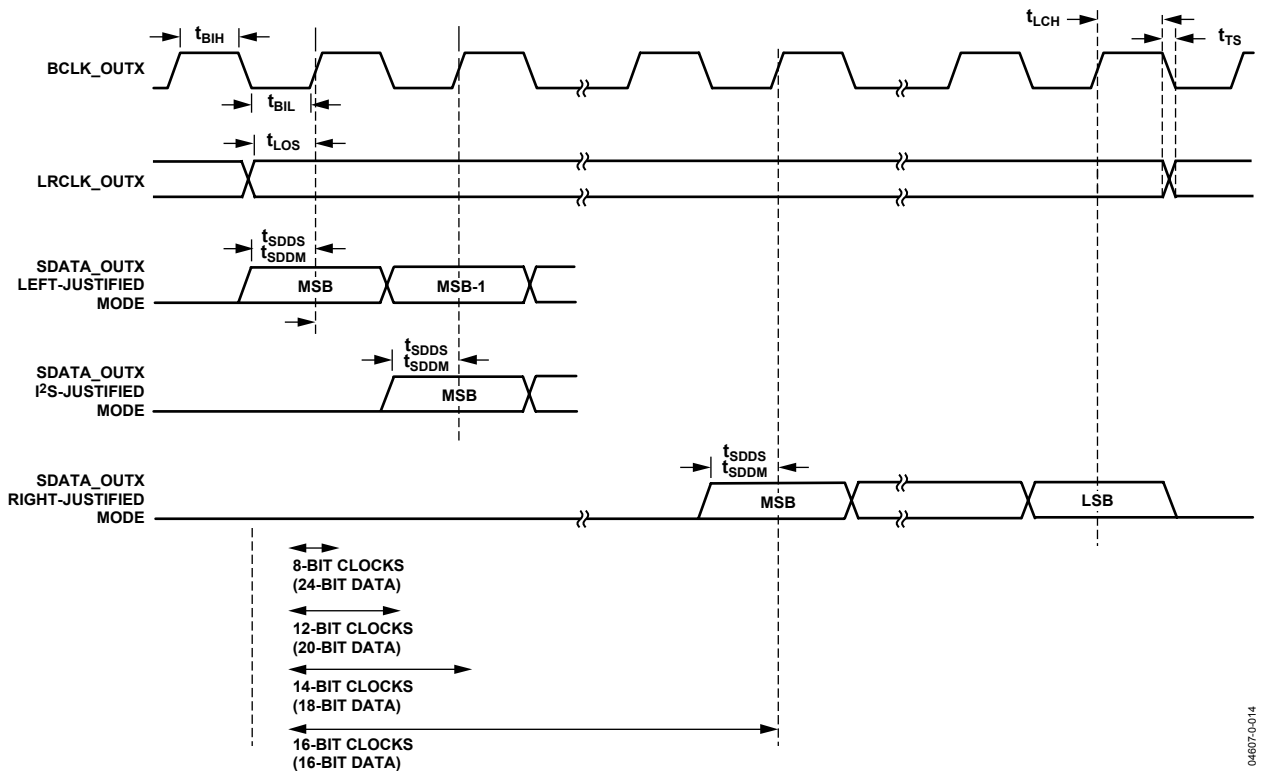 tBIH
tLCH
tTS
BCLK_OUTX
tBIL
tLOS
LRCLK_OUTX
tSDDS
tSDDM
SDATA_OUTX
LEFT-JUSTIFIED
MODE
MSB
MSB-1
tSDDS
tSDDM
SDATA_OUTX
I2S-JUSTIFIED
MODE
MSB
tSDDS
tSDDM
SDATA_OUTX
RIGHT-JUSTIFIED
MODE
MSB
LSB
8-BIT CLOCKS
(24-BIT DATA)
12-BIT CLOCKS
(20-BIT DATA)
14-BIT CLOCKS
(18-BIT DATA)
16-BIT CLOCKS
(16-BIT DATA)
04607-0-014